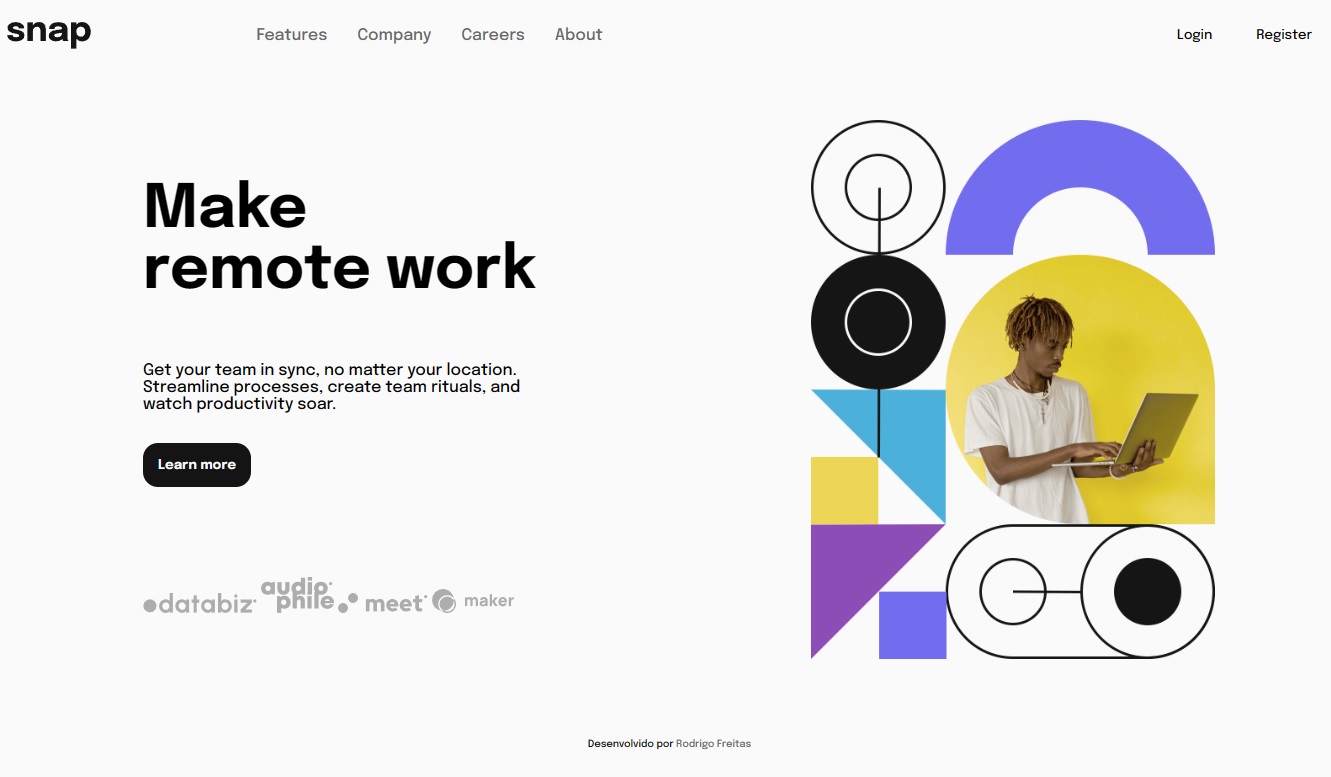 snap
Features Company Careers About
Login Register
Make
remote work
Get your team in sync, no matter your location.
Streamline processes, create team rituals, and
watch productivity soar.
Learn more
databiz audiophile meet maker
Desenvolvido por Rodrigo Freitas